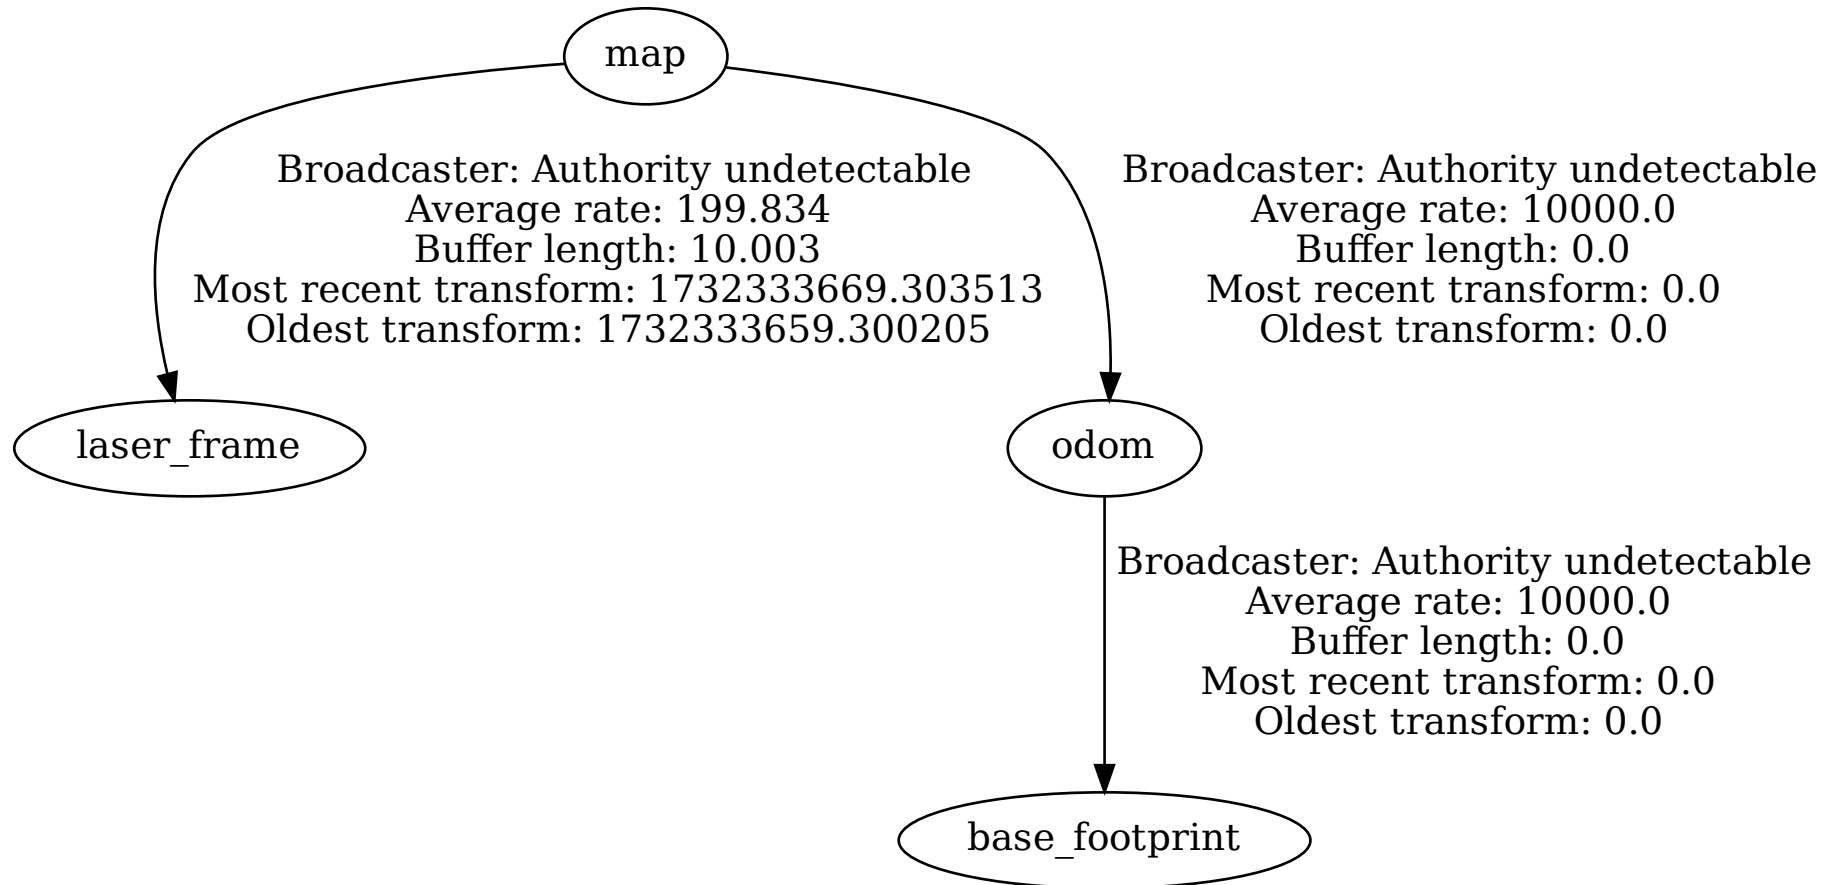 map
Broadcaster: Authority undetectable
Average rate: 199.834
Buffer length: 10.003
Most recent transform: 1732333669.303513
Oldest transform: 1732333659.300205
Broadcaster: Authority undetectable
Average rate: 10000.0
Buffer length: 0.0
Most recent transform: 0.0
Oldest transform: 0.0
laser_frame
odom
Broadcaster: Authority undetectable
Average rate: 10000.0
Buffer length: 0.0
Most recent transform: 0.0
Oldest transform: 0.0
base_footprint